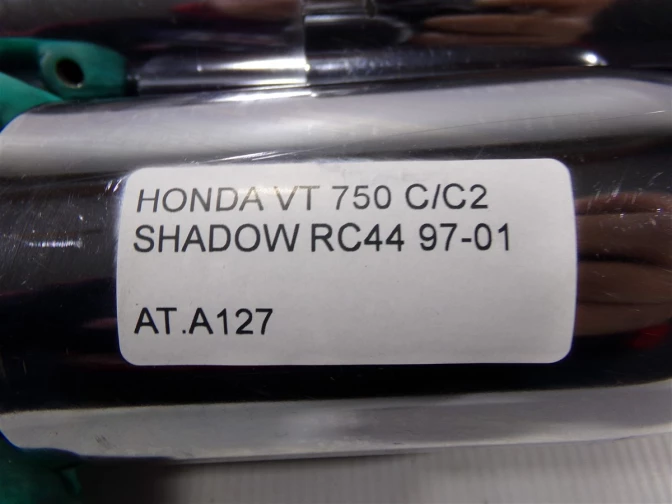 HONDA VT 750 C/C2
SHADOW RC44 97-01
AT.A127